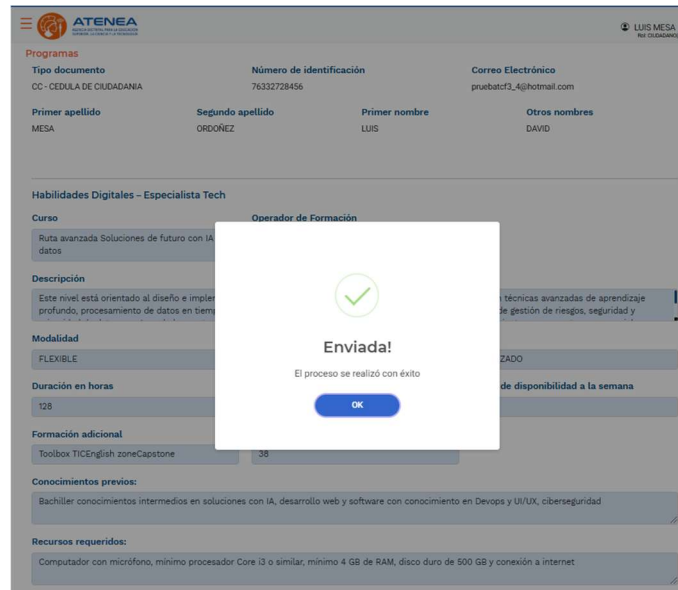 ATENEA
LUIS MESA
Programas
Tipo documento
Número de identificación
Correo Electrónico
CC - CEDULA DE CIUDADANIA
76332728456
pruebatcf3_4@hotmail.com
Primer apellido
Segundo apellido
Primer nombre
Otros nombres
MESA
ORDOÑEZ
LUIS
DAVID
Habilidades Digitales – Especialista Tech
Curso
Operador de Formación
Ruta avanzada Soluciones de futuro con IA
datos
Descripción
Este nivel está orientado al diseño e impler
técnicas avanzadas de aprendizaje
profundo, procesamiento de datos en tiemp
de gestión de riesgos, seguridad y
Modalidad
FLEXIBLE
ZADO
Duración en horas
de disponibilidad a la semana
128
Formación adicional
Toolbox TICEnglish zoneCapstone
38
Enviada!
El proceso se realizó con éxito
OK
Conocimientos previos:
Bachiller conocimientos intermedios en soluciones con IA, desarrollo web y software con conocimiento en Devops y UI/UX, ciberseguridad
Recursos requeridos:
Computador con micrófono, mínimo procesador Core i3 o similar, mínimo 4 GB de RAM, disco duro de 500 GB y conexión a internet